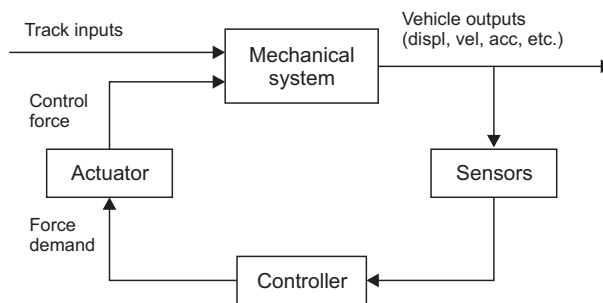 Track inputs
Vehicle outputs
(displ, vel, acc, etc.)
Mechanical
system
Control
force
Actuator
Sensors
Force
demand
Controller